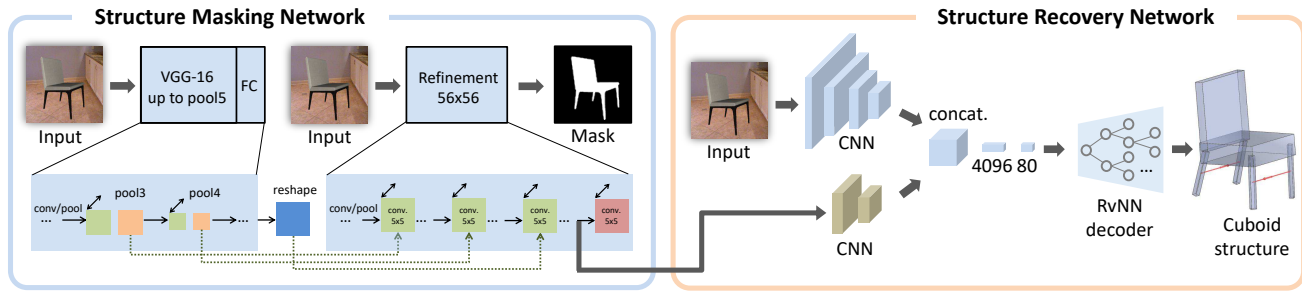 Structure Masking Network
VGG-16
up to pool5
FC
Input
Input
Refinement
56x56
Mask
conv/pool
...
pool3
pool4
...
...
reshape
conv/pool
...
conv.
5x5
...
conv.
5x5
...
conv.
5x5
...
conv.
5x5
Structure Recovery Network
Input
CNN
CNN
concat.
4096 80
...
RvNN
decoder
Cuboid
structure